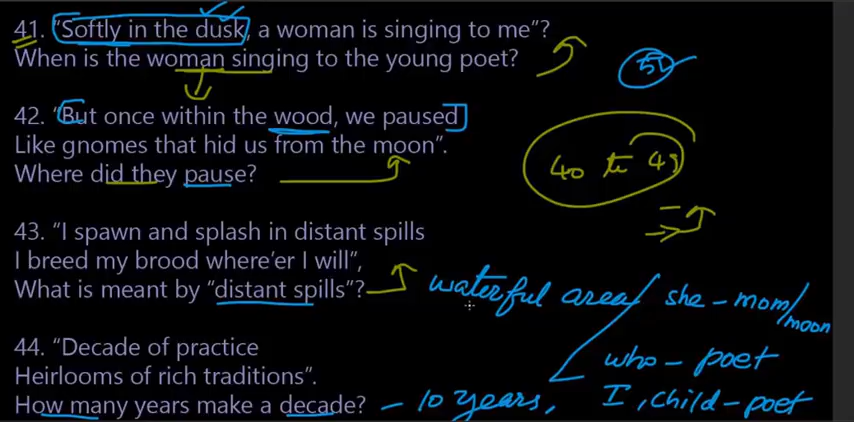 41. “Softly in the dusk, a woman is singing to me”?
When is the woman singing to the young poet?
5L
42. “But once within the wood, we paused
Like gnomes that hid us from the moon”.
Where did they pause?
40 to 43
43. “I spawn and splash in distant spills
I breed my brood where’er I will”,
What is meant by “distant spills”?
waterful area
she - mom/
moon
44. “Decade of practice
who - poet
Heirlooms of rich traditions”.
How many years make a decade?
- 10 years,
I, child - poet